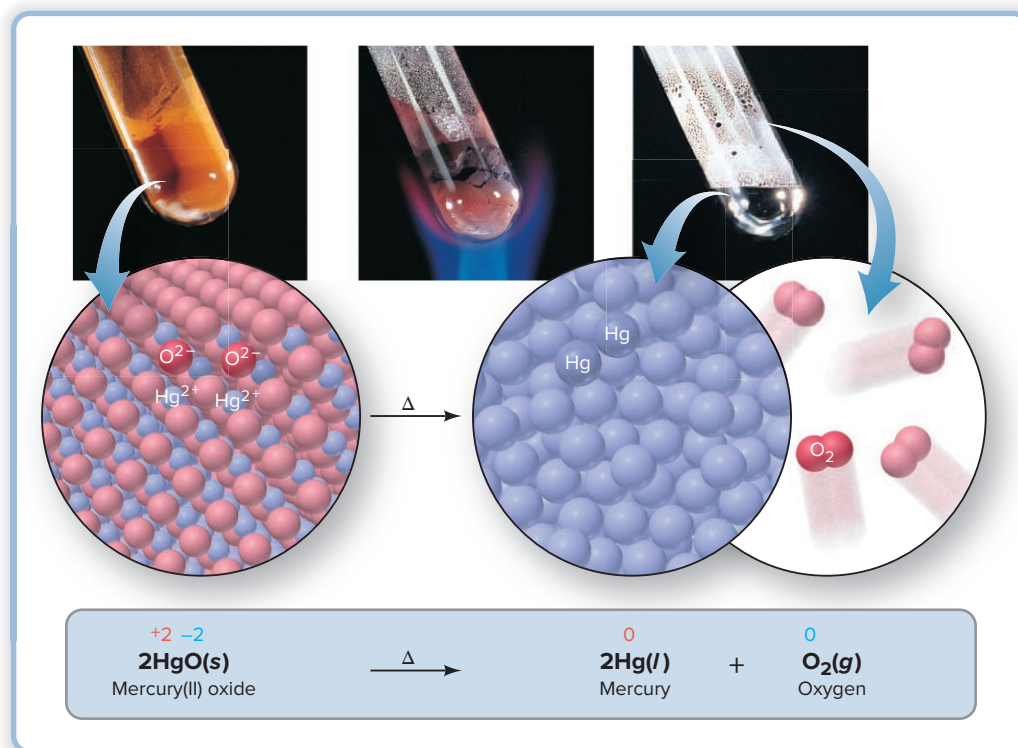 O²⁻ O²⁻
Hg²⁺ Hg²⁺
Δ
Hg
Hg
O₂
+2 −2 0 0
2HgO(s) Δ 2Hg(l) + O₂(g)
Mercury(II) oxide Mercury Oxygen